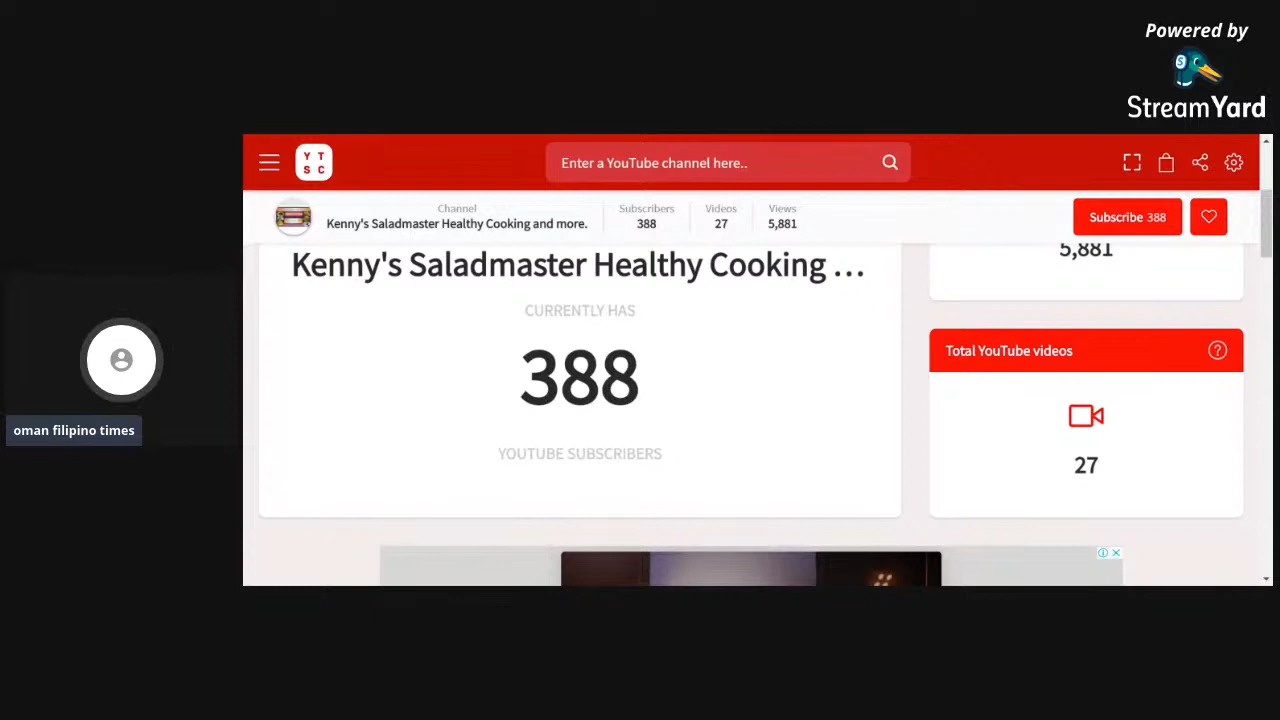 Powered by
StreamYard
YT
SC
Enter a YouTube channel here..
Channel
Kenny's Saladmaster Healthy Cooking and more.
Subscribers
388
Videos
27
Views
5,881
Subscribe 388
Kenny's Saladmaster Healthy Cooking ...
CURRENTLY HAS
388
YOUTUBE SUBSCRIBERS
5,881
Total YouTube videos
?
27
oman filipino times